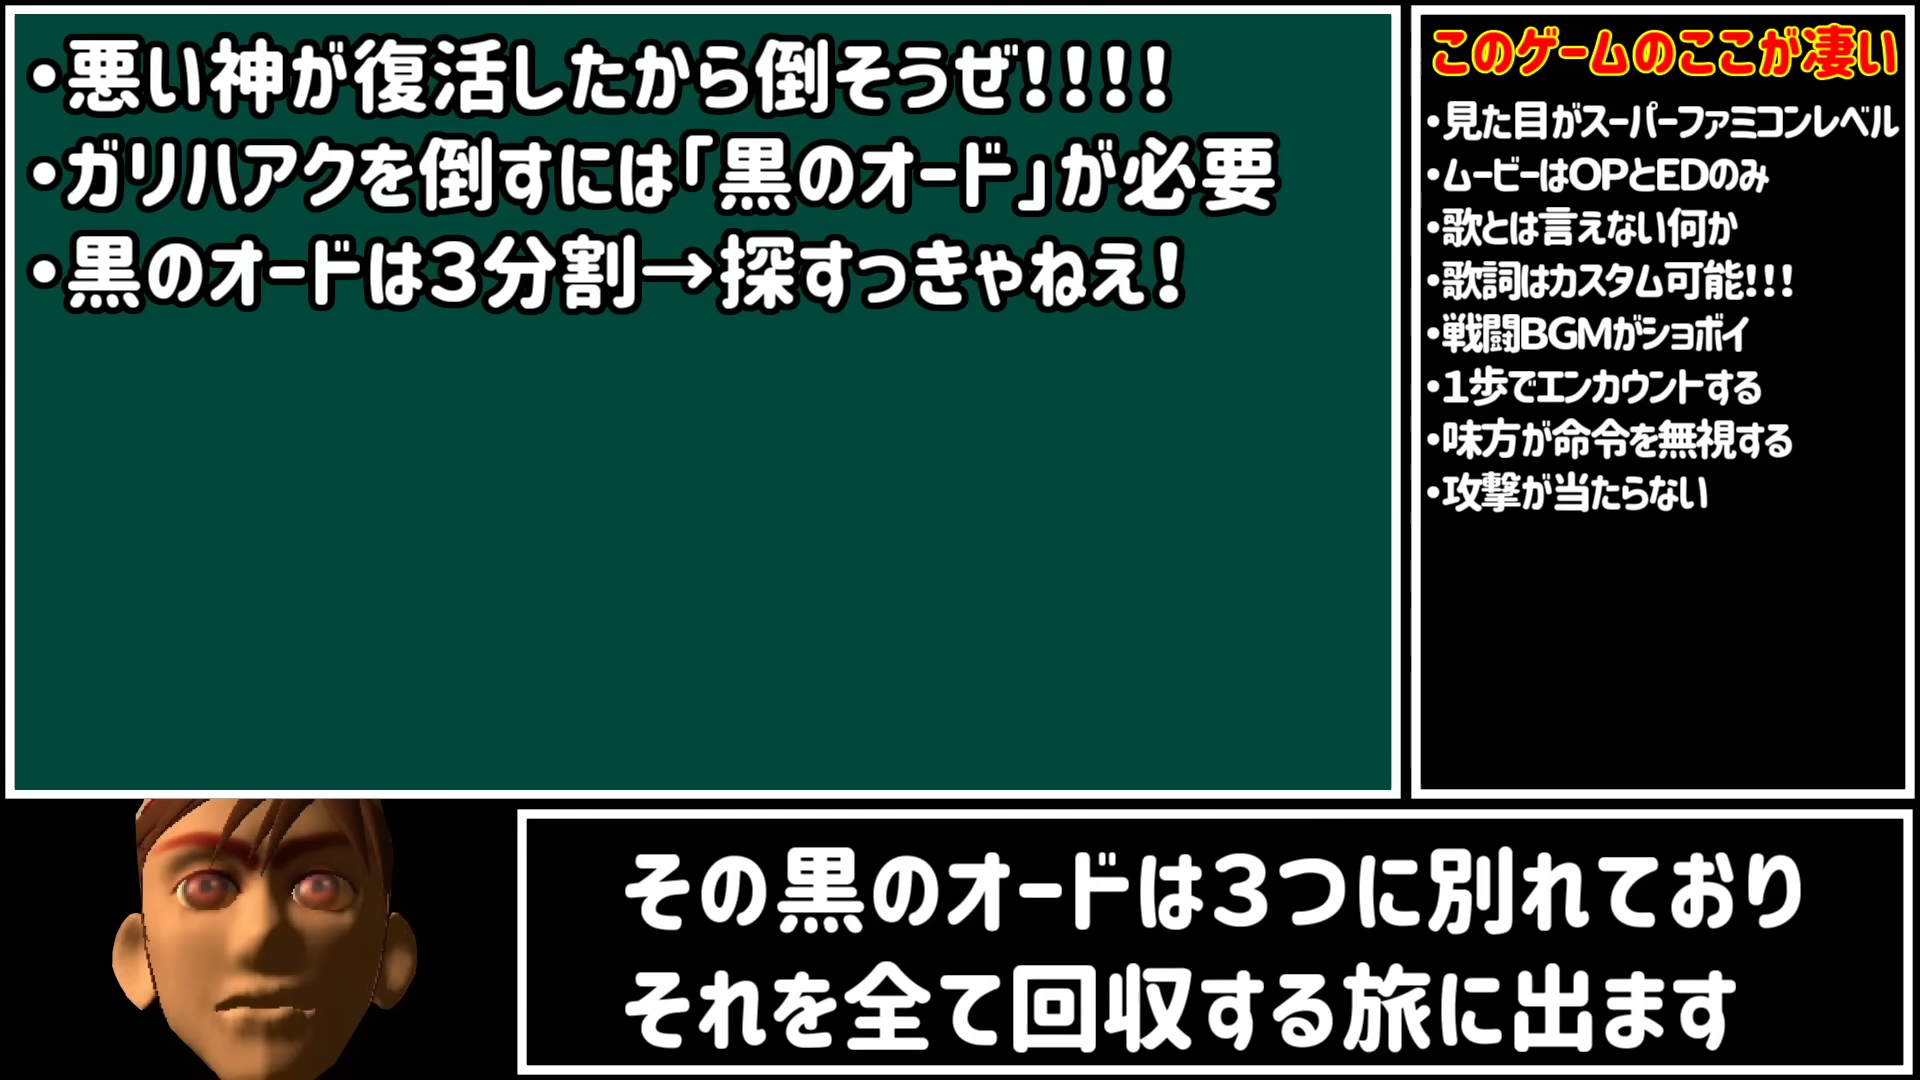 ・悪い神が復活したから倒そうぜ！！！！
・ガリハアクを倒すには「黒のオード」が必要
・黒のオードは３分割→探すっきゃねえ！
このゲームのここが凄い
・見た目がスーパーファミコンレベル
・ムービーはOPとEDのみ
・歌とは言えない何か
・歌詞はカスタム可能！！！
・戦闘BGMがショボイ
・１歩でエンカウントする
・味方が命令を無視する
・攻撃が当たらない
その黒のオードは３つに別れており
それを全て回収する旅に出ます